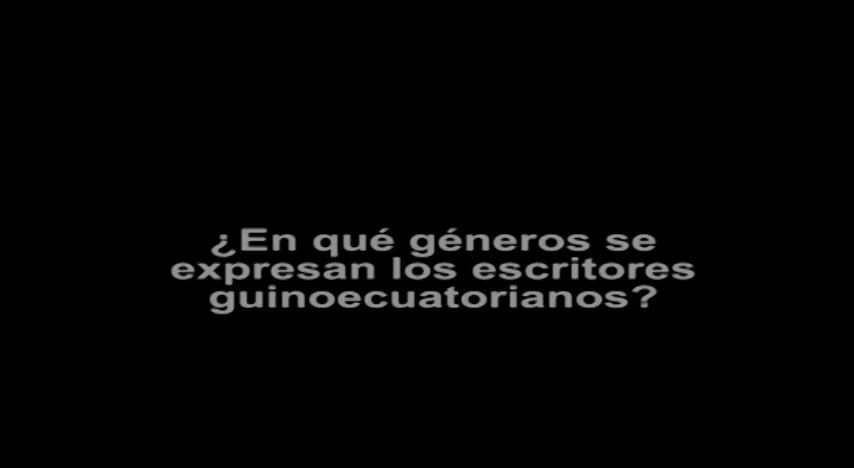 ¿En qué géneros se
expresan los escritores
guinoecuatorianos?